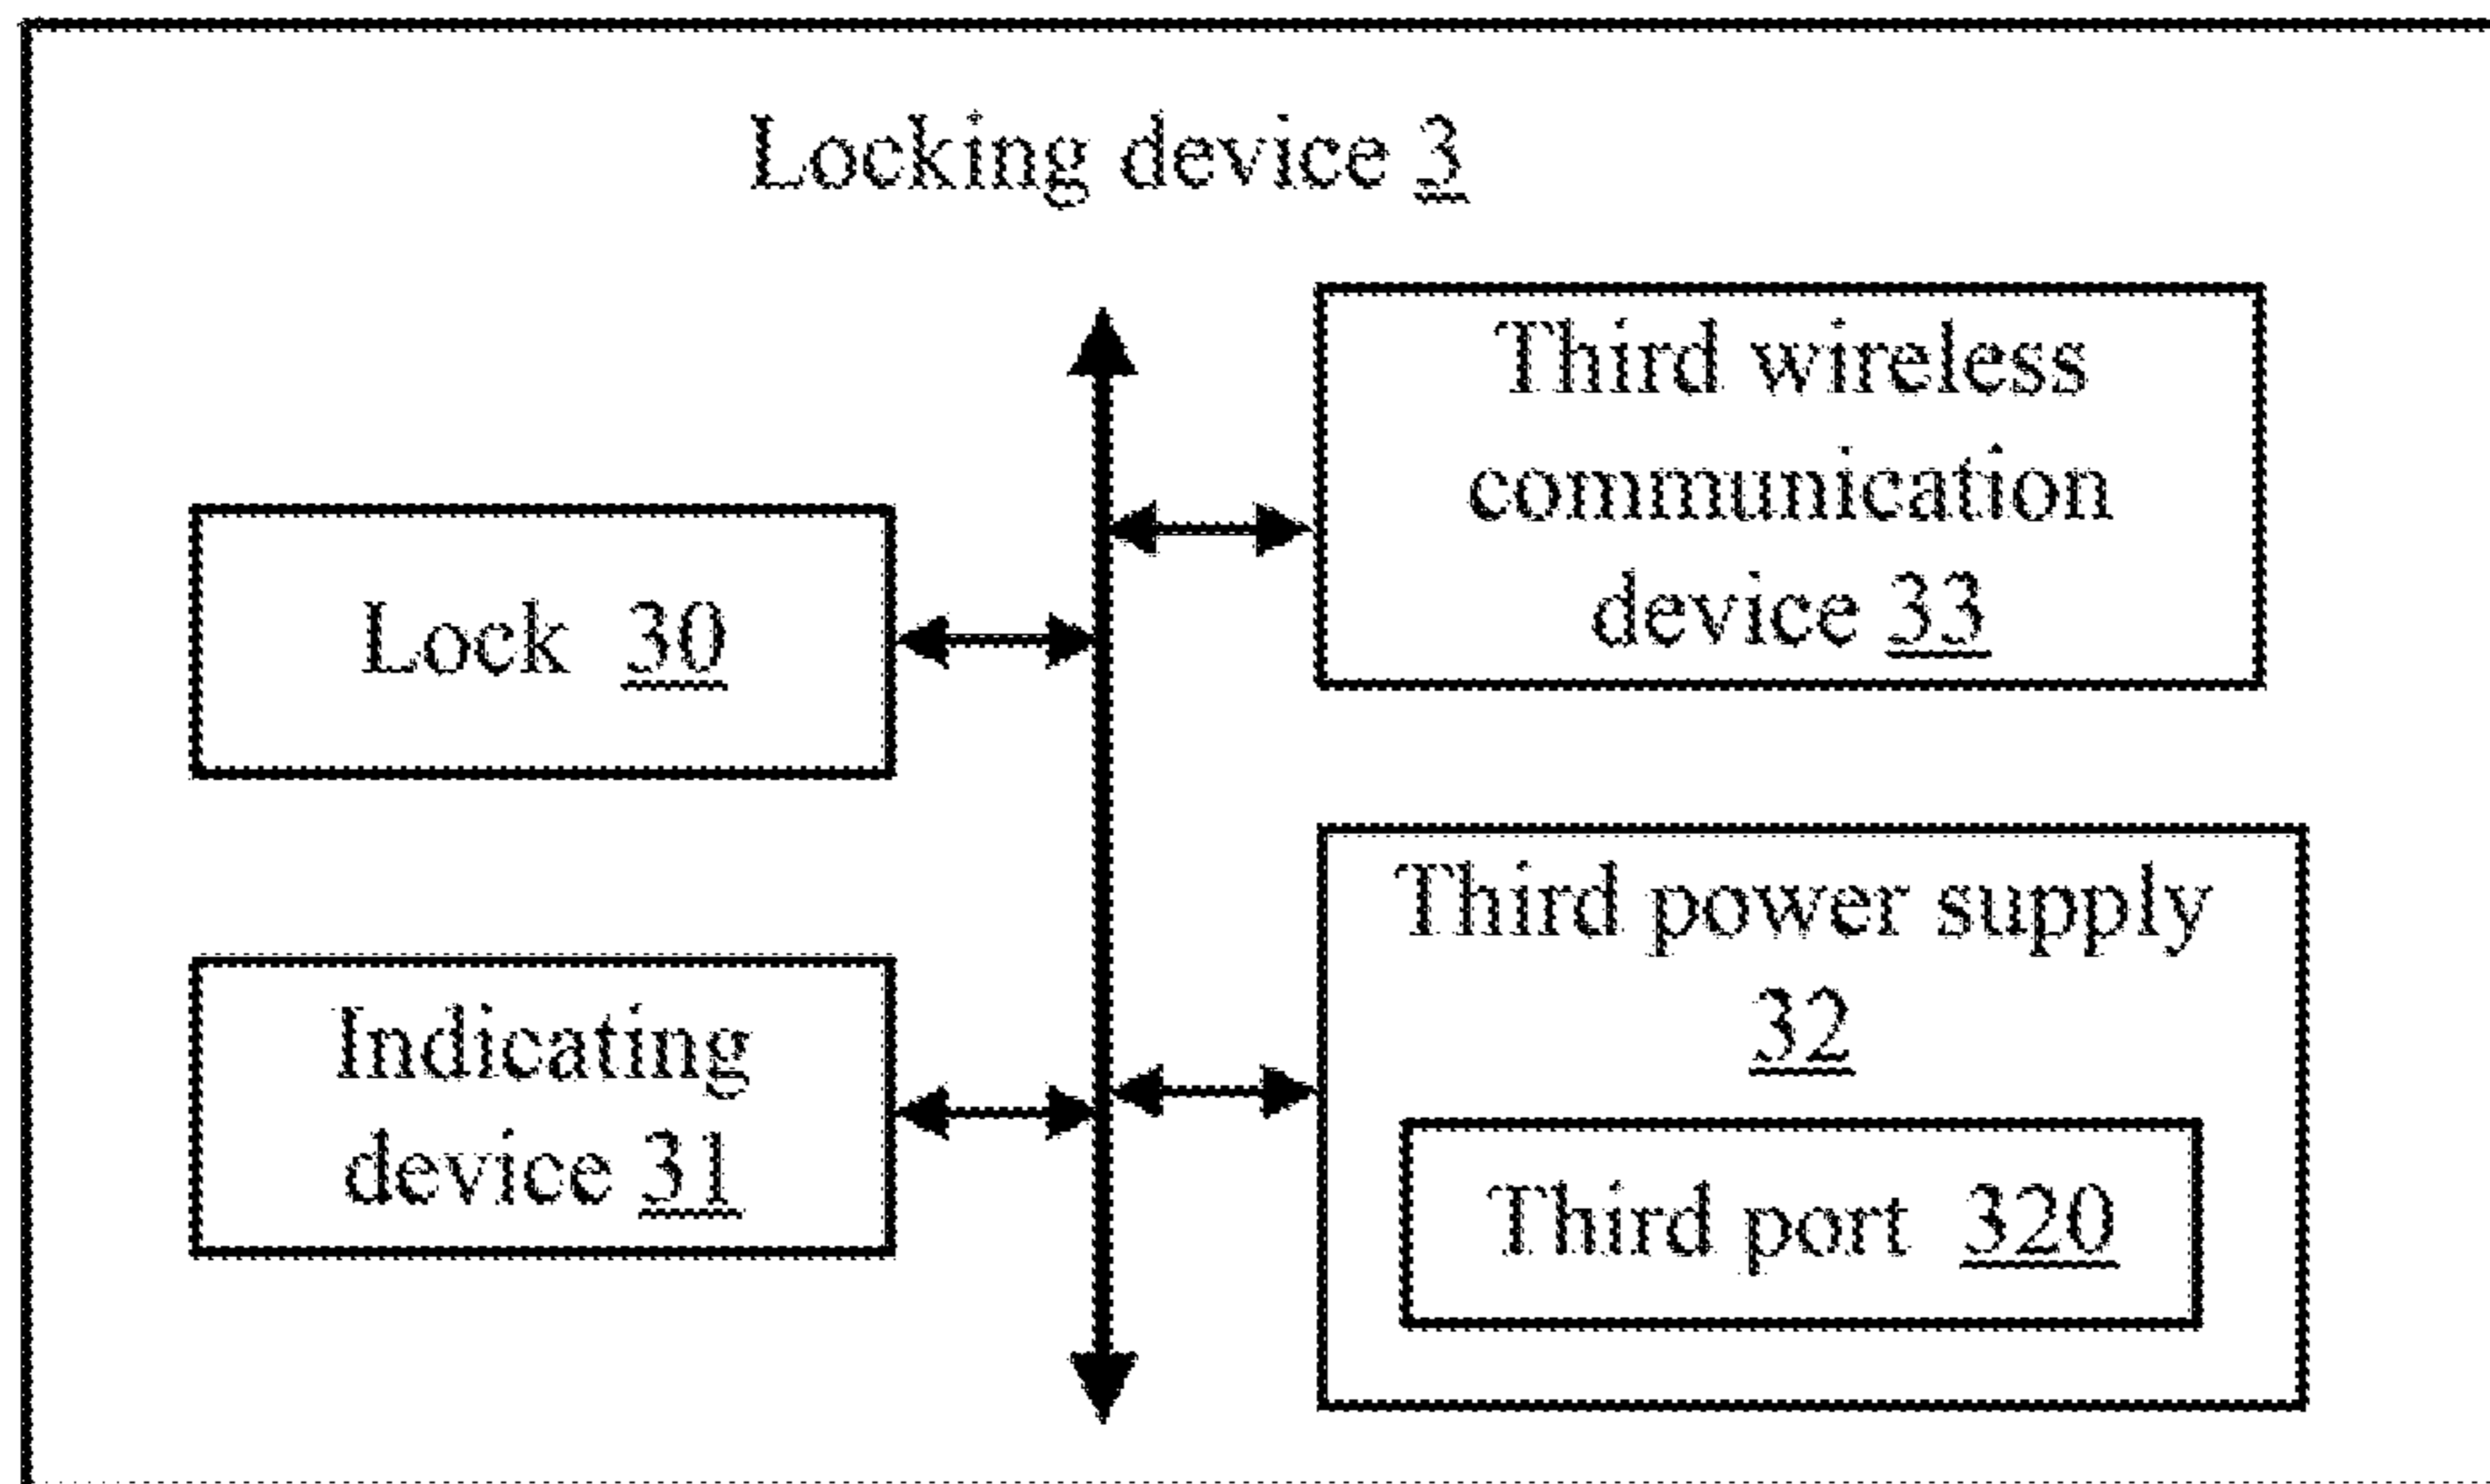 Locking device 3
Third wireless
communication
device 33
Lock 30
Third power supply
32
Indicating
device 31
Third port 320